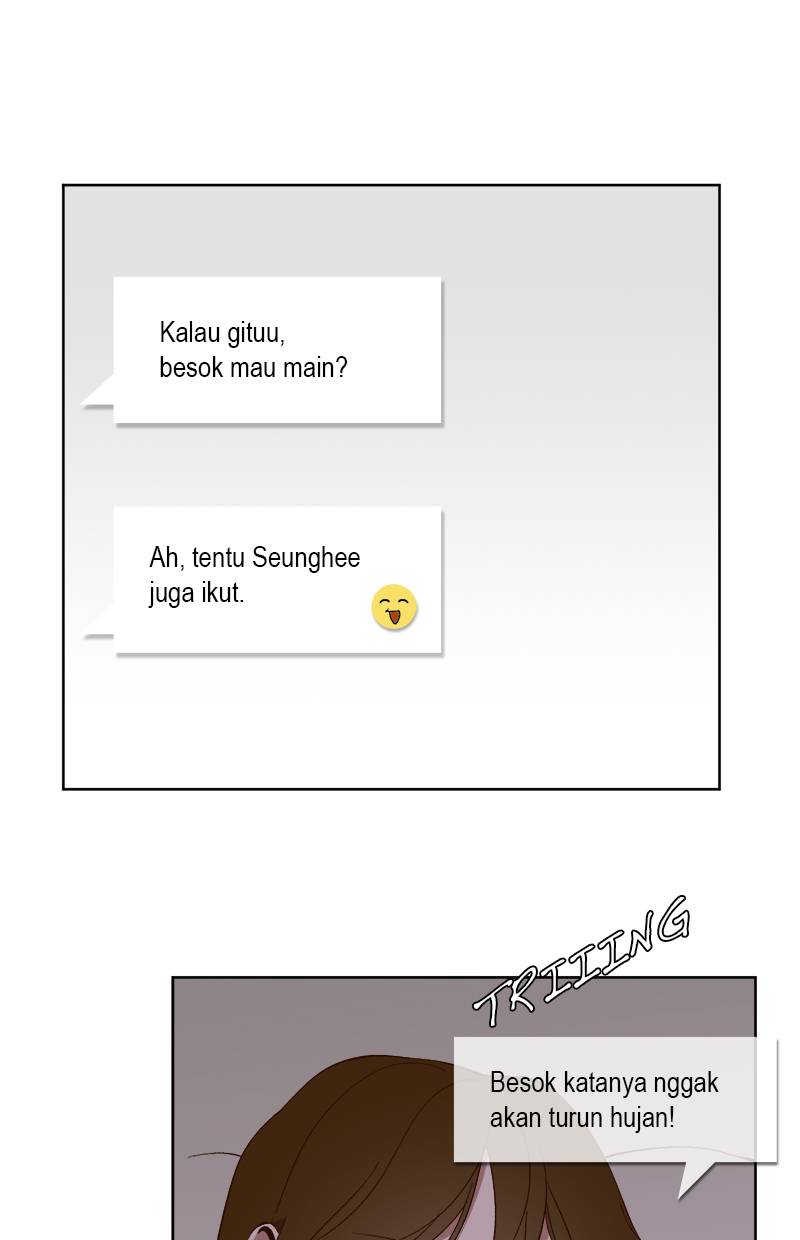 Kalau gituu,
besok mau main?
Ah, tentu Seunghee
juga ikut.
TRIIING
Besok katanya nggak
akan turun hujan!